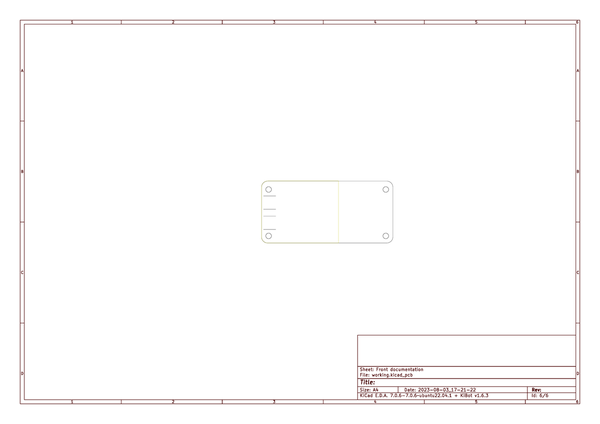 1 2 3 4 5 6
A A
B B
C C
D D
Sheet: Front documentation
File: working.kicad_pcb
Title:
Size: A4 Date: 2023-08-03_17-21-22 Rev:
KiCad E.D.A. 7.0.6-7.0.6~ubuntu22.04.1 + KiBot v1.6.3 Id: 6/6
1 2 3 4 5 6